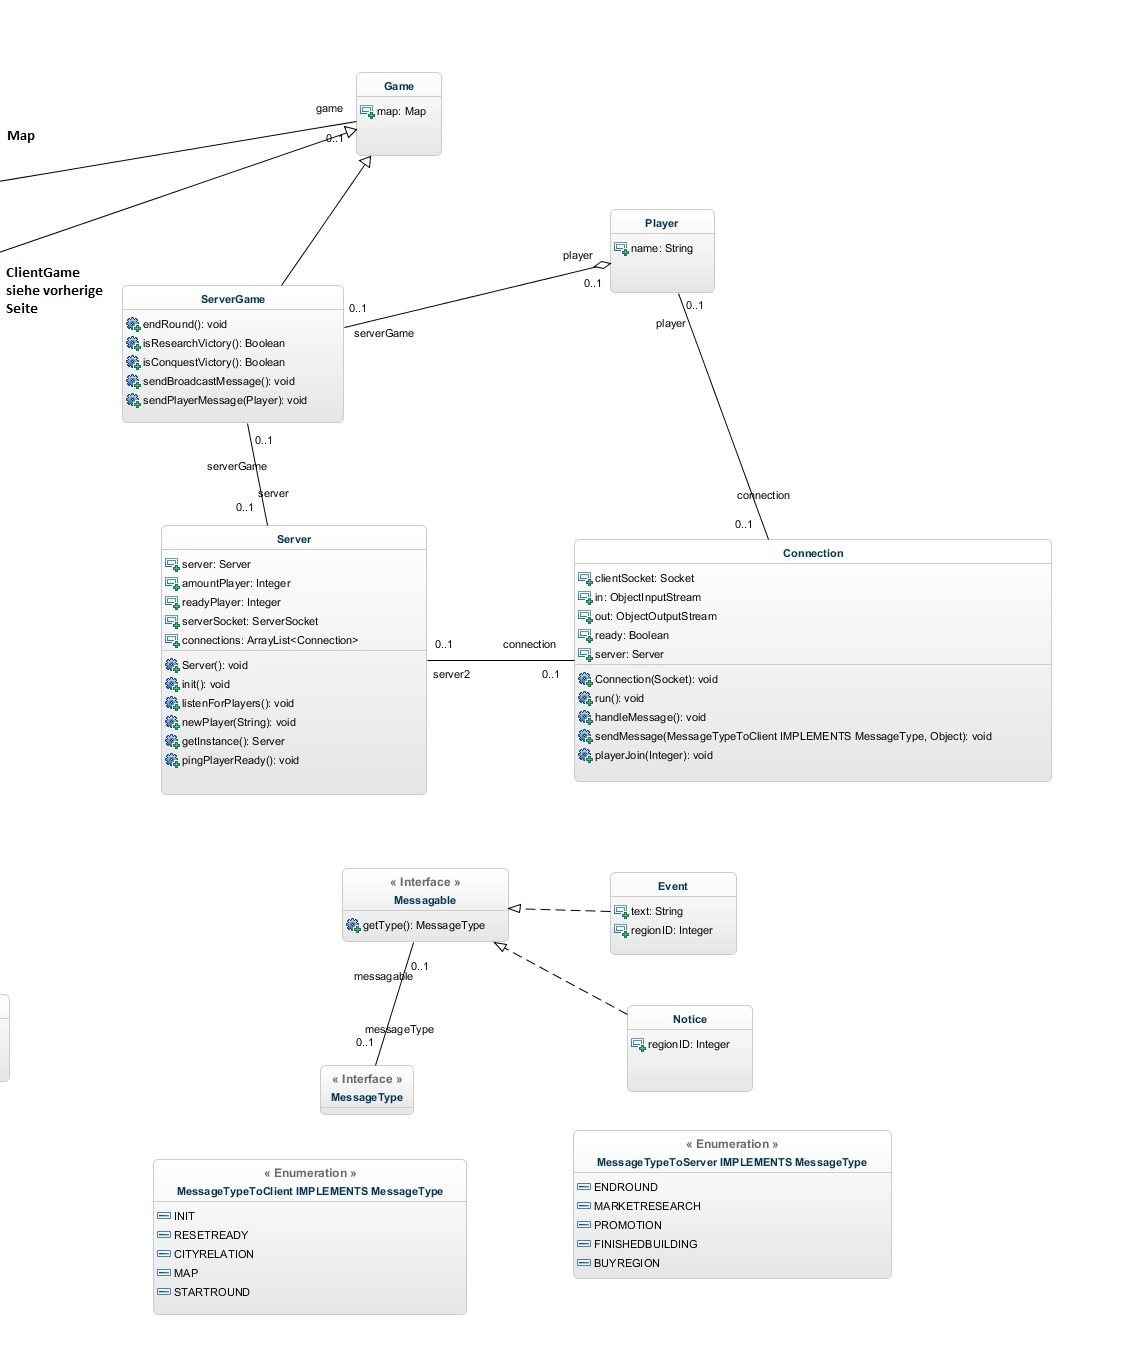 Game
map: Map
game
0..1
Map
ClientGame
siehe vorherige
Seite
Player
name: String
player
0..1
0..1
serverGame
0..1
player
ServerGame
endRound(): void
isResearchVictory(): Boolean
isConquestVictory(): Boolean
sendBroadcastMessage(): void
sendPlayerMessage(Player): void
0..1
serverGame
server
0..1
connection
0..1
Server
server: Server
amountPlayer: Integer
readyPlayer: Integer
serverSocket: ServerSocket
connections: ArrayList<Connection>
Server(): void
init(): void
listenForPlayers(): void
newPlayer(String): void
getInstance(): Server
pingPlayerReady(): void
0..1
connection
server2
0..1
Connection
clientSocket: Socket
in: ObjectInputStream
out: ObjectOutputStream
ready: Boolean
server: Server
Connection(Socket): void
run(): void
handleMessage(): void
sendMessage(MessageTypeToClient IMPLEMENTS MessageType, Object): void
playerJoin(Integer): void
« Interface »
Messagable
getType(): MessageType
Event
text: String
regionID: Integer
0..1
messagable
messageType
0..1
Notice
regionID: Integer
« Interface »
MessageType
« Enumeration »
MessageTypeToClient IMPLEMENTS MessageType
INIT
RESETREADY
CITYRELATION
MAP
STARTROUND
« Enumeration »
MessageTypeToServer IMPLEMENTS MessageType
ENDROUND
MARKETRESEARCH
PROMOTION
FINISHEDBUILDING
BUYREGION